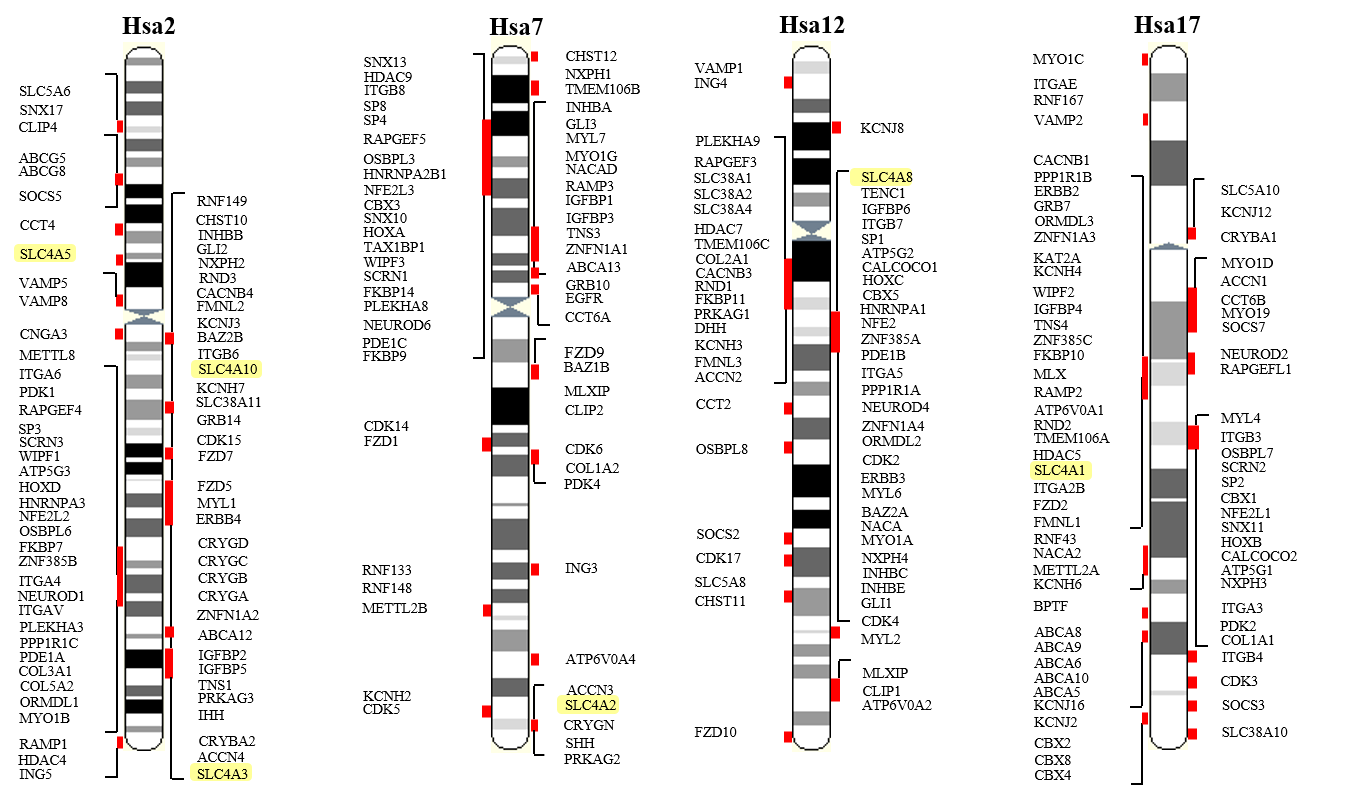 Hsa2
SLC5A6
SNX17
CLIP4
ABCG5
ABCG8
SOCS5
CCT4
SLC4A5
VAMP5
VAMP8
CNGA3
METTL8
ITGA6
PDK1
RAPGEF4
SP3
SCRN3
WIPF1
ATP5G3
HOXD
HNRNPA3
NFE2L2
OSBPL6
FKBP7
ZNF385B
ITGA4
NEUROD1
ITGAV
PLEKHA3
PPP1R1C
PDE1A
COL3A1
COL5A2
ORMDL1
MYO1B
RAMP1
HDAC4
ING5
RNF149
CHST10
INHBB
GLI2
NXPH2
RND3
CACNB4
FMNL2
KCNJ3
BAZ2B
ITGB6
SLC4A10
KCNH7
SLC38A11
GRB14
CDK15
FZD7
FZD5
MYL1
ERBB4
CRYGD
CRYGC
CRYGB
CRYGA
ZNFN1A2
ABCA12
IGFBP2
IGFBP5
TNS1
PRKAG3
IHH
CRYBA2
ACCN4
SLC4A3
Hsa7
SNX13
HDAC9
ITGB8
SP8
SP4
RAPGEF5
OSBPL3
HNRNPA2B1
NFE2L3
CBX3
SNX10
HOXA
TAX1BP1
WIPF3
SCRN1
FKBP14
PLEKHA8
NEUROD6
PDE1C
FKBP9
CDK14
FZD1
RNF133
RNF148
METTL2B
KCNH2
CDK5
CHST12
NXPH1
TMEM106B
INHBA
GLI3
MYL7
MYO1G
NACAD
RAMP3
IGFBP1
IGFBP3
TNS3
ZNFN1A1
ABCA13
GRB10
EGFR
CCT6A
FZD9
BAZ1B
MLXIP
CLIP2
CDK6
COL1A2
PDK4
ING3
ATP6V0A4
ACCN3
SLC4A2
CRYGN
SHH
PRKAG2
Hsa12
VAMP1
ING4
PLEKHA9
RAPGEF3
SLC38A1
SLC38A2
SLC38A4
HDAC7
TMEM106C
COL2A1
CACNB3
RND1
FKBP11
PRKAG1
DHH
KCNH3
FMNL3
ACCN2
CCT2
OSBPL8
SOCS2
CDK17
SLC5A8
CHST11
FZD10
KCNJ8
SLC4A8
TENC1
IGFBP6
ITGB7
SP1
ATP5G2
CALCOCO1
HOXC
CBX5
HNRNPA1
NFE2
ZNF385A
PDE1B
ITGA5
PPP1R1A
NEUROD4
ZNFN1A4
ORMDL2
CDK2
ERBB3
MYL6
BAZ2A
NACA
MYO1A
NXPH4
INHBC
INHBE
GLI1
CDK4
MYL2
MLXIP
CLIP1
ATP6V0A2
Hsa17
MYO1C
ITGAE
RNF167
VAMP2
CACNB1
PPP1R1B
ERBB2
GRB7
ORMDL3
ZNFN1A3
KAT2A
KCNH4
WIPF2
IGFBP4
TNS4
ZNF385C
FKBP10
MLX
RAMP2
ATP6V0A1
RND2
TMEM106A
HDAC5
SLC4A1
ITGA2B
FZD2
FMNL1
RNF43
NACA2
METTL2A
KCNH6
BPTF
ABCA8
ABCA9
ABCA6
ABCA10
ABCA5
KCNJ16
KCNJ2
CBX2
CBX8
CBX4
SLC5A10
KCNJ12
CRYBA1
MYO1D
ACCN1
CCT6B
MYO19
SOCS7
NEUROD2
RAPGEFL1
MYL4
ITGB3
OSBPL7
SCRN2
SP2
CBX1
NFE2L1
SNX11
HOXB
CALCOCO2
ATP5G1
NXPH3
ITGA3
PDK2
COL1A1
ITGB4
CDK3
SOCS3
SLC38A10